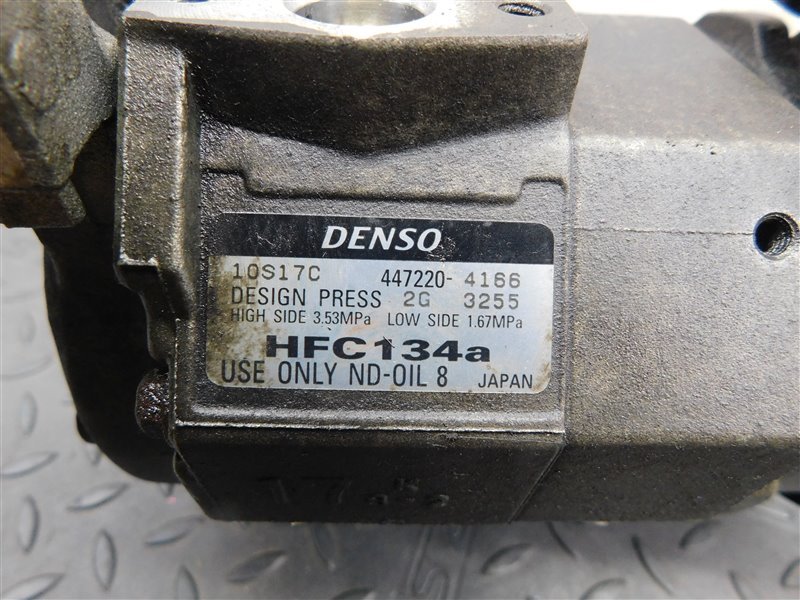 DENSO
10S17C 447220- 4166
DESIGN PRESS 2G 3255
HIGH SIDE 3.53MPa LOW SIDE 1.67MPa
HFC134a
USE ONLY ND-OIL 8 JAPAN
17